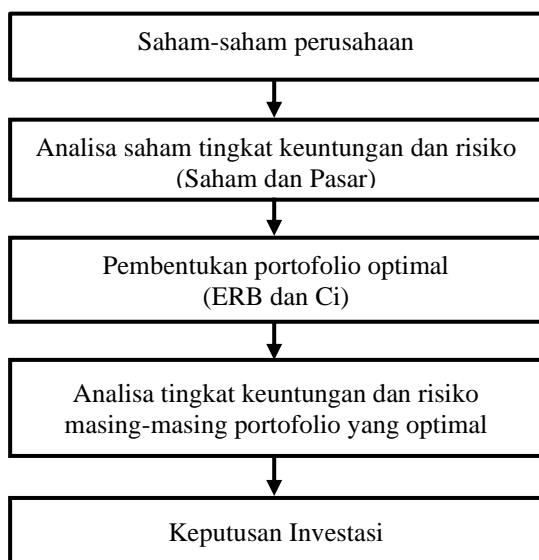 Saham-saham perusahaan
Analisa saham tingkat keuntungan dan risiko
(Saham dan Pasar)
Pembentukan portofolio optimal
(ERB dan Ci)
Analisa tingkat keuntungan dan risiko
masing-masing portofolio yang optimal
Keputusan Investasi